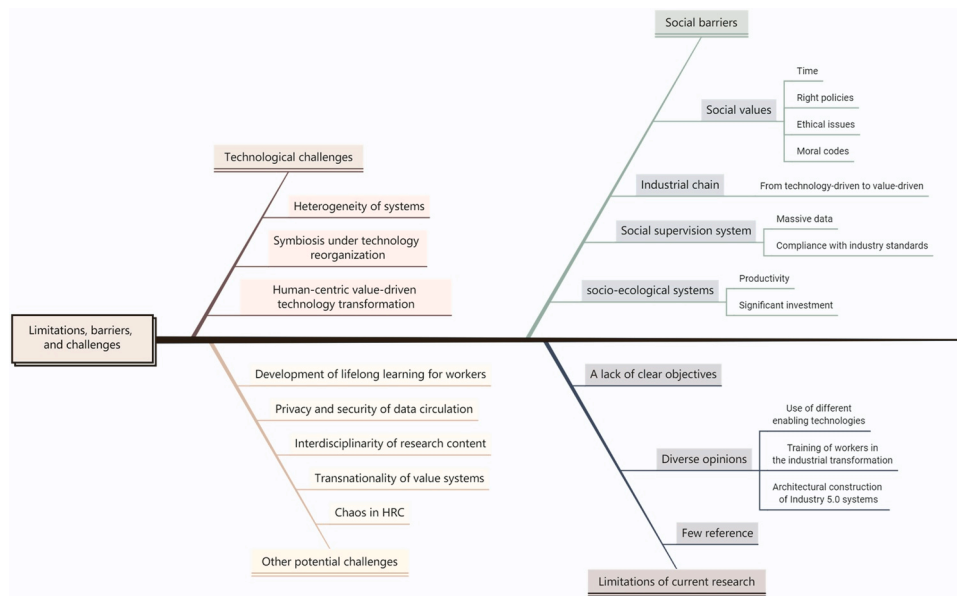 Social barriers
Time
Right policies
Social values
Ethical issues
Moral codes
Industrial chain
From technology-driven to value-driven
Social supervision system
Massive data
Compliance with industry standards
socio-ecological systems
Productivity
Significant investment
Technological challenges
Heterogeneity of systems
Symbiosis under technology
reorganization
Human-centric value-driven
technology transformation
Limitations, barriers,
and challenges
Development of lifelong learning for workers
Privacy and security of data circulation
Interdisciplinarity of research content
Transnationality of value systems
Chaos in HRC
Other potential challenges
A lack of clear objectives
Diverse opinions
Use of different
enabling technologies
Training of workers in
the industrial transformation
Architectural construction
of Industry 5.0 systems
Few reference
Limitations of current research